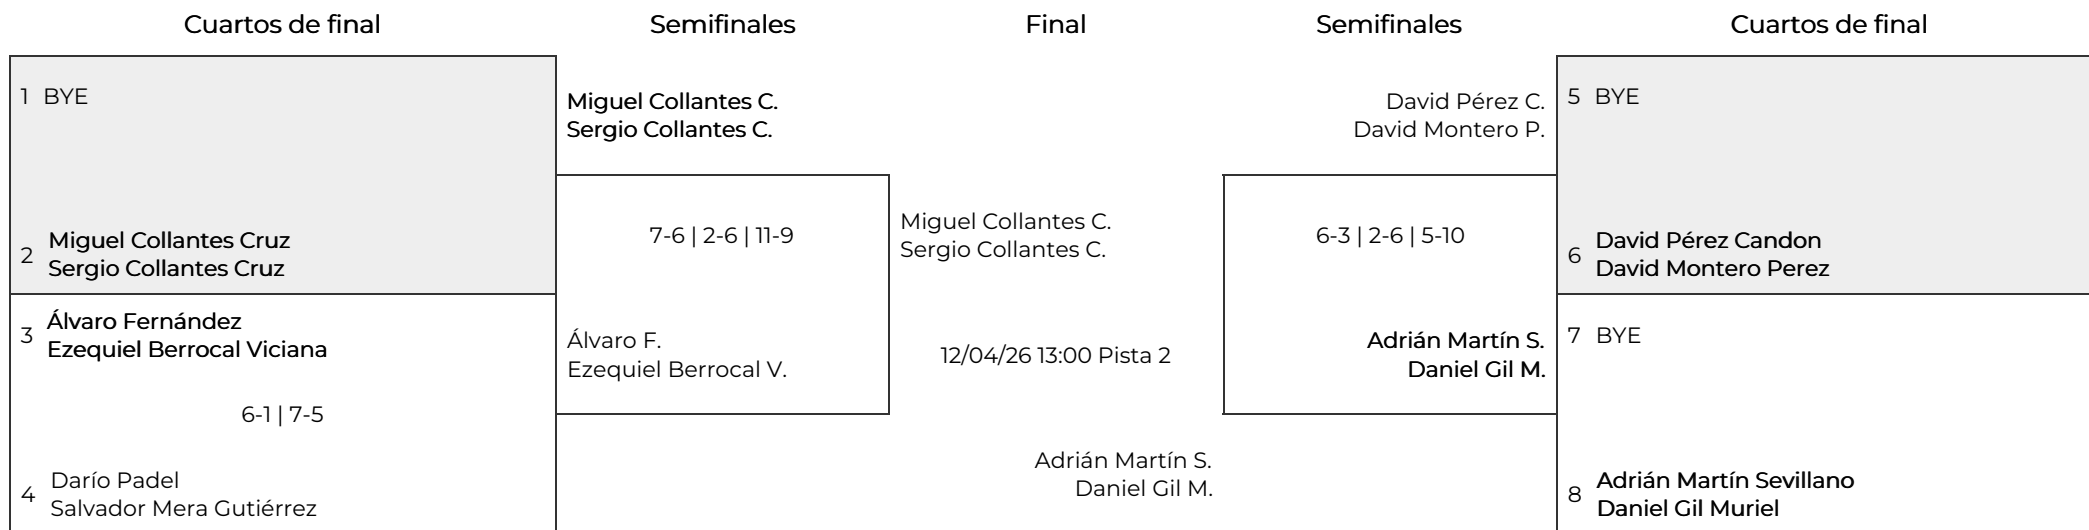 Cuartos de final
Semifinales
Final
Semifinales
Cuartos de final
1 BYE
2 Miguel Collantes Cruz
Sergio Collantes Cruz
3 Álvaro Fernández
Ezequiel Berrocal Viciana
6-1 | 7-5
4 Darío Padel
Salvador Mera Gutiérrez
Miguel Collantes C.
Sergio Collantes C.
7-6 | 2-6 | 11-9
Álvaro F.
Ezequiel Berrocal V.
Miguel Collantes C.
Sergio Collantes C.
12/04/26 13:00 Pista 2
Adrián Martín S.
Daniel Gil M.
David Pérez C.
David Montero P.
6-3 | 2-6 | 5-10
Adrián Martín S.
Daniel Gil M.
5 BYE
6 David Pérez Candon
David Montero Perez
7 BYE
8 Adrián Martín Sevillano
Daniel Gil Muriel